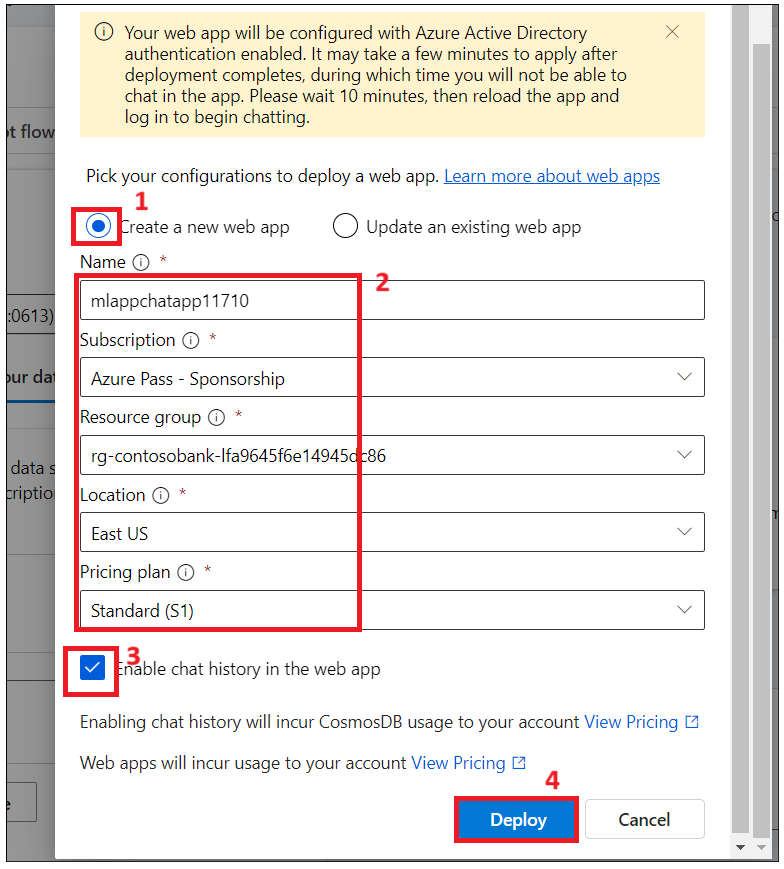 Your web app will be configured with Azure Active Directory
authentication enabled. It may take a few minutes to apply after
deployment completes, during which time you will not be able to
chat in the app. Please wait 10 minutes, then reload the app and
log in to begin chatting.
ot flow
Pick your configurations to deploy a web app. Learn more about web apps
1
Create a new web app Update an existing web app
Name *
2
mlappchatapp11710
:0613)
Subscription *
our dat
Azure Pass - Sponsorship
Resource group *
rg-contosobank-lfa9645f6e14945dc86
data s
criptio
Location *
East US
Pricing plan *
Standard (S1)
3
Enable chat history in the web app
Enabling chat history will incur CosmosDB usage to your account View Pricing
Web apps will incur usage to your account View Pricing
4
e
Deploy Cancel